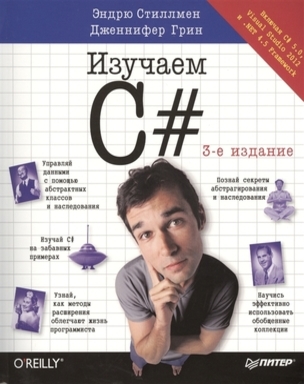 Эндрю Стиллмен
Дженнифер Грин
Включая C# 5.0,
Visual Studio 2012
и .NET 4.5 Framework
Изучаем
C#
3-е издание
Управляй
данными
с помощью
абстрактных
классов
и наследования
Познай секреты
абстрагирования
и наследования
Изучай C#
на забавных
примерах
Узнай,
как методы
расширения
облегчают жизнь
программиста
Научись
эффективно
использовать
обобщенные
коллекции
O'REILLY®
ПИТЕР®